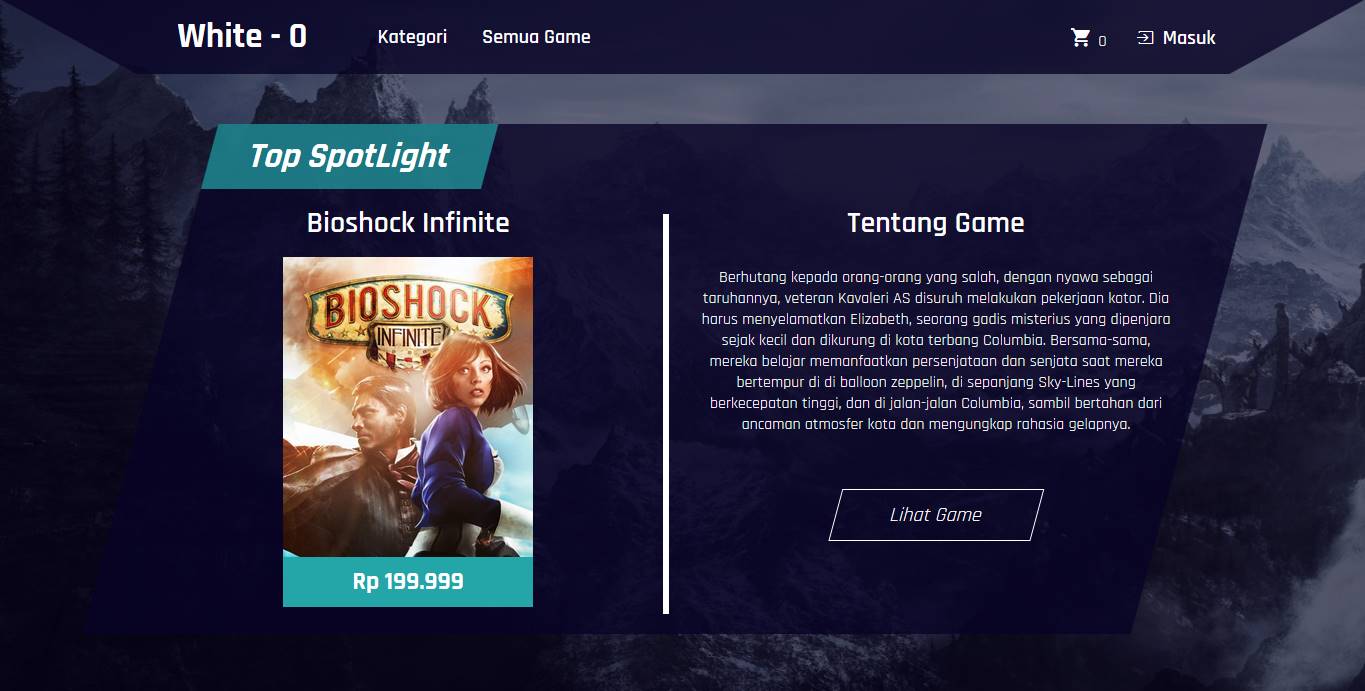 White - 0
Kategori
Semua Game
0
Masuk
Top SpotLight
Bioshock Infinite
BIOSHOCK
INFINITE
Rp 199.999
Tentang Game
Berhutang kepada orang-orang yang salah, dengan nyawa sebagai
taruhannya, veteran Kavaleri AS disuruh melakukan pekerjaan kotor. Dia
harus menyelamatkan Elizabeth, seorang gadis misterius yang dipenjara
sejak kecil dan dikurung di kota terbang Columbia. Bersama-sama,
mereka belajar memanfaatkan persenjataan dan senjata saat mereka
bertempur di di balloon zeppelin, di sepanjang Sky-Lines yang
berkecepatan tinggi, dan di jalan-jalan Columbia, sambil bertahan dari
ancaman atmosfer kota dan mengungkap rahasia gelapnya.
Lihat Game